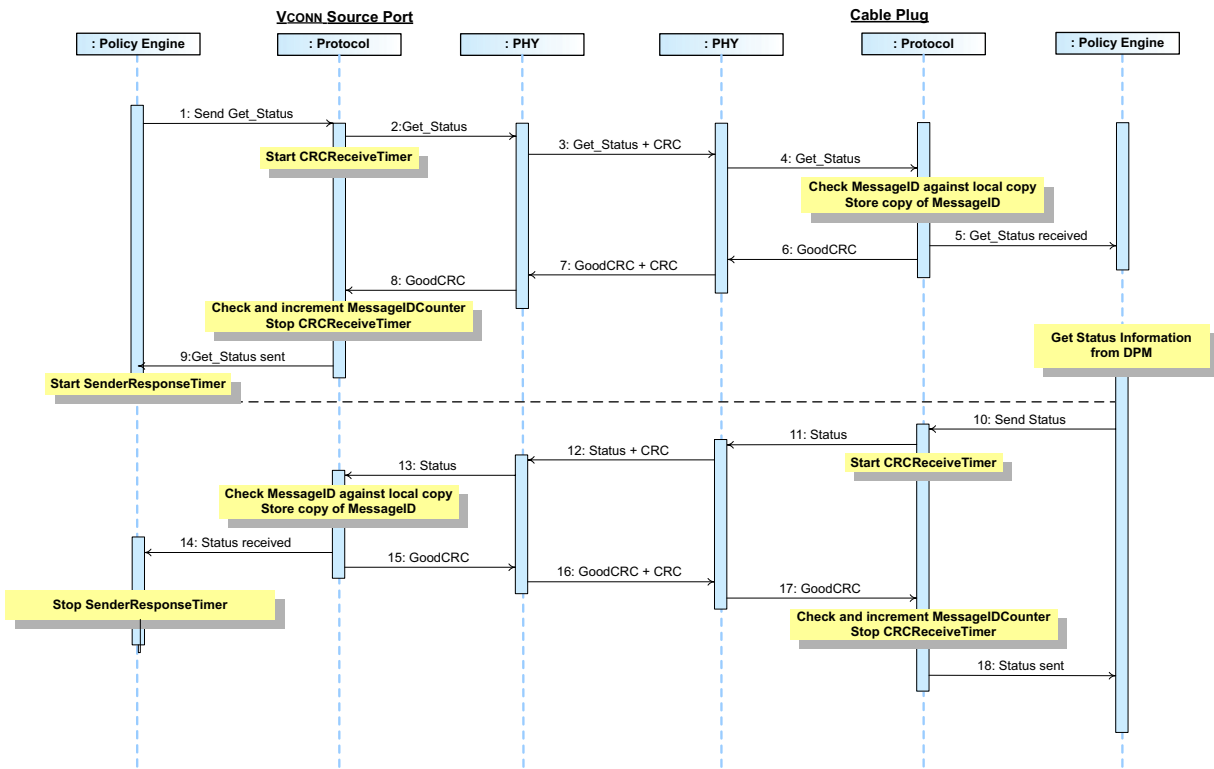 VCONN Source Port
Cable Plug
: Policy Engine
: Protocol
: PHY
: PHY
: Protocol
: Policy Engine
1: Send Get_Status
2:Get_Status
Start CRCReceiveTimer
3: Get_Status + CRC
4: Get_Status
Check MessageID against local copy
Store copy of MessageID
5: Get_Status received
6: GoodCRC
7: GoodCRC + CRC
8: GoodCRC
Check and increment MessageIDCounter
Stop CRCReceiveTimer
9:Get_Status sent
Start SenderResponseTimer
Get Status Information
from DPM
10: Send Status
11: Status
Start CRCReceiveTimer
12: Status + CRC
13: Status
Check MessageID against local copy
Store copy of MessageID
14: Status received
15: GoodCRC
16: GoodCRC + CRC
Stop SenderResponseTimer
17: GoodCRC
Check and increment MessageIDCounter
Stop CRCReceiveTimer
18: Status sent